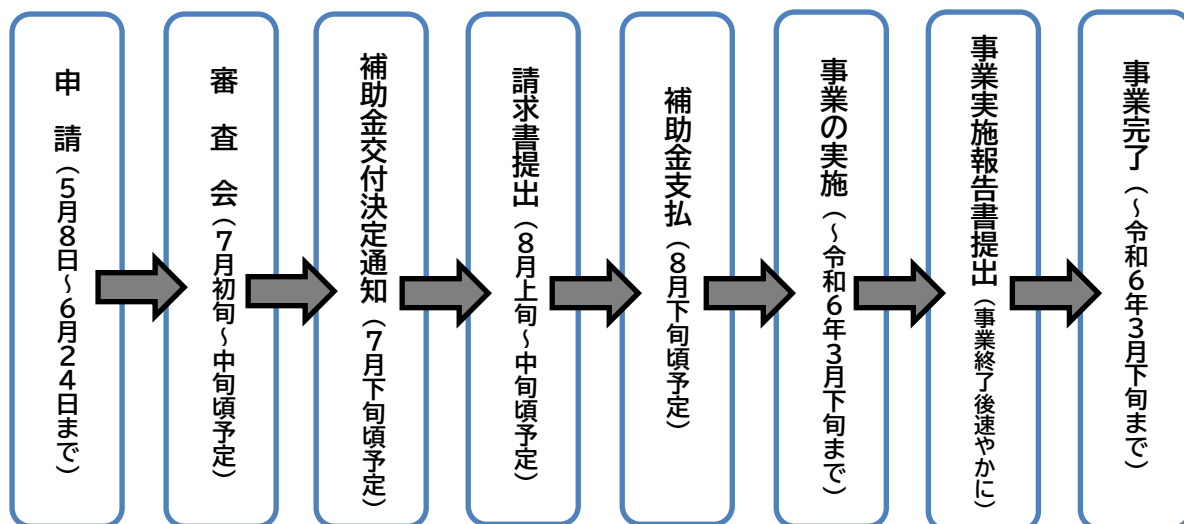 申　請（５月８日～６月２４日まで）
審　査　会（７月初旬～中旬頃予定）
補助金交付決定通知（７月下旬頃予定）
請求書提出（８月上旬～中旬頃予定）
補助金支払（８月下旬頃予定）
事業の実施（～令和６年３月下旬まで）
事業実施報告書提出（事業終了後速やかに）
事業完了（～令和６年３月下旬まで）